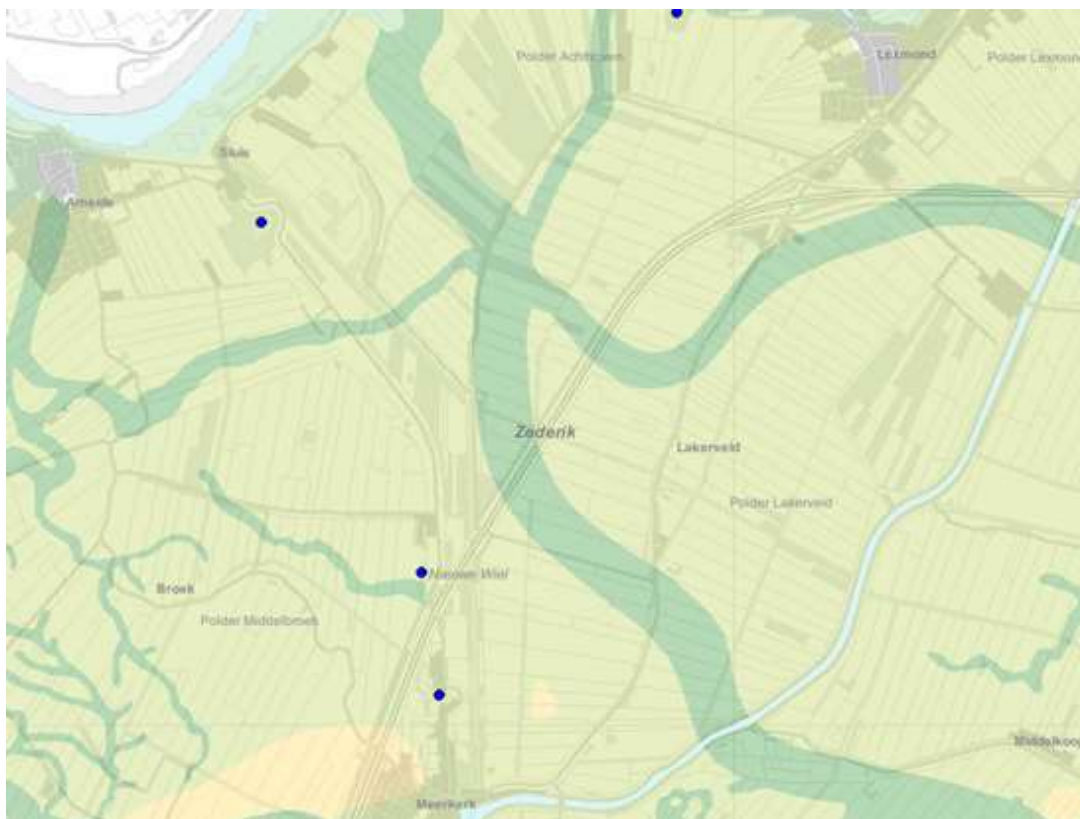 Polder Achthoven
Lexmond
Polder Lexmond
Sluis
Ameide
Zederik
Lakerveld
Polder Lakerveld
Nieuwe Wiel
Broek
Polder Middelbroek
Middelkoop
Meerkerk